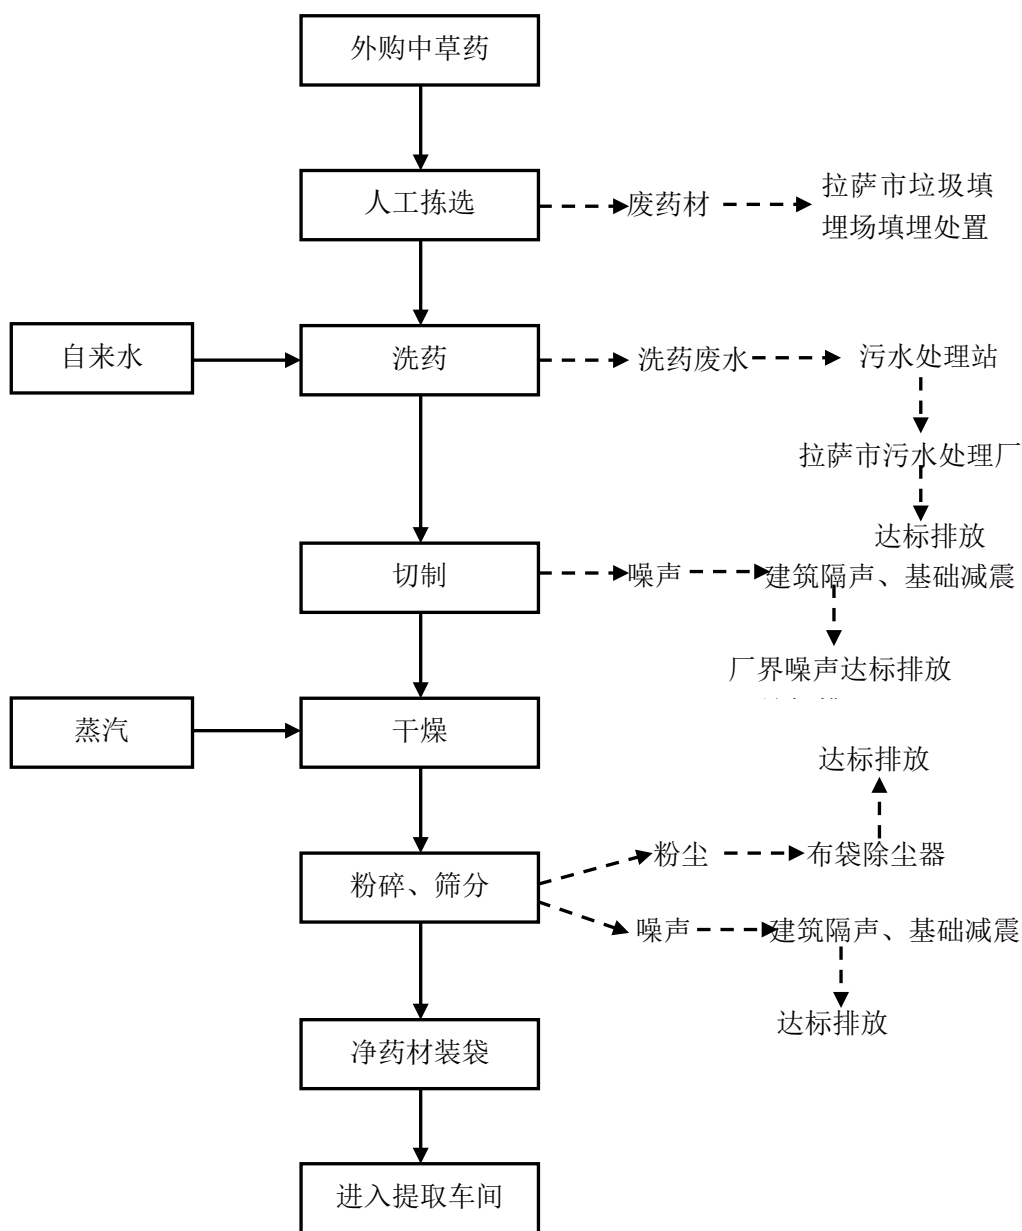 外购中草药
人工拣选
废药材
拉萨市垃圾填
埋场填埋处置
自来水
洗药
洗药废水
污水处理站
拉萨市污水处理厂
达标排放
切制
噪声
建筑隔声、基础减震
厂界噪声达标排放
蒸汽
干燥
达标排放
粉碎、筛分
粉尘
布袋除尘器
噪声
建筑隔声、基础减震
达标排放
净药材装袋
进入提取车间